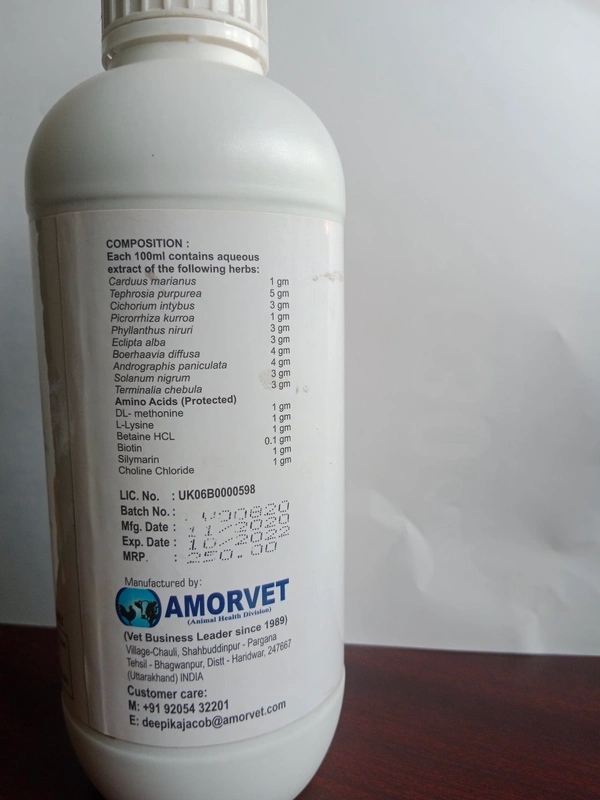 COMPOSITION :
Each 100ml contains aqueous
extract of the following herbs:
Carduus marianus 1 gm
Tephrosia purpurea 5 gm
Cichorium intybus 3 gm
Picrorrhiza kurroa 1 gm
Phyllanthus niruri 3 gm
Eclipta alba 3 gm
Boerhaavia diffusa 4 gm
Andrographis paniculata 4 gm
Solanum nigrum 3 gm
Terminalia chebula 3 gm
Amino Acids (Protected)
DL- methonine 1 gm
L-Lysine 1 gm
Betaine HCL 1 gm
Biotin 0.1 gm
Silymarin 1 gm
Choline Chloride 1 gm
LIC. No. : UK06B0000598
Batch No. :
Mfg. Date : 11/2020
Exp. Date : 10/2022
MRP. : 250.00
Manufactured by:
AMORVET
(Animal Health Division)
(Vet Business Leader since 1989)
Village-Chauli, Shahbuddinpur - Pargana
Tehsil - Bhagwanpur, Distt - Haridwar, 247667
(Uttarakhand) INDIA
Customer care:
M: +91 92054 32201
E: deepikajacob@amorvet.com